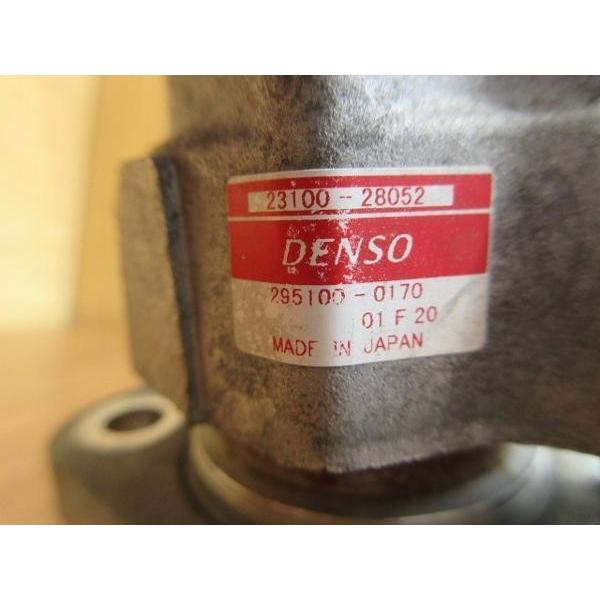 23100-28052
DENSO
295100-0170
01 F 20
MADE IN JAPAN